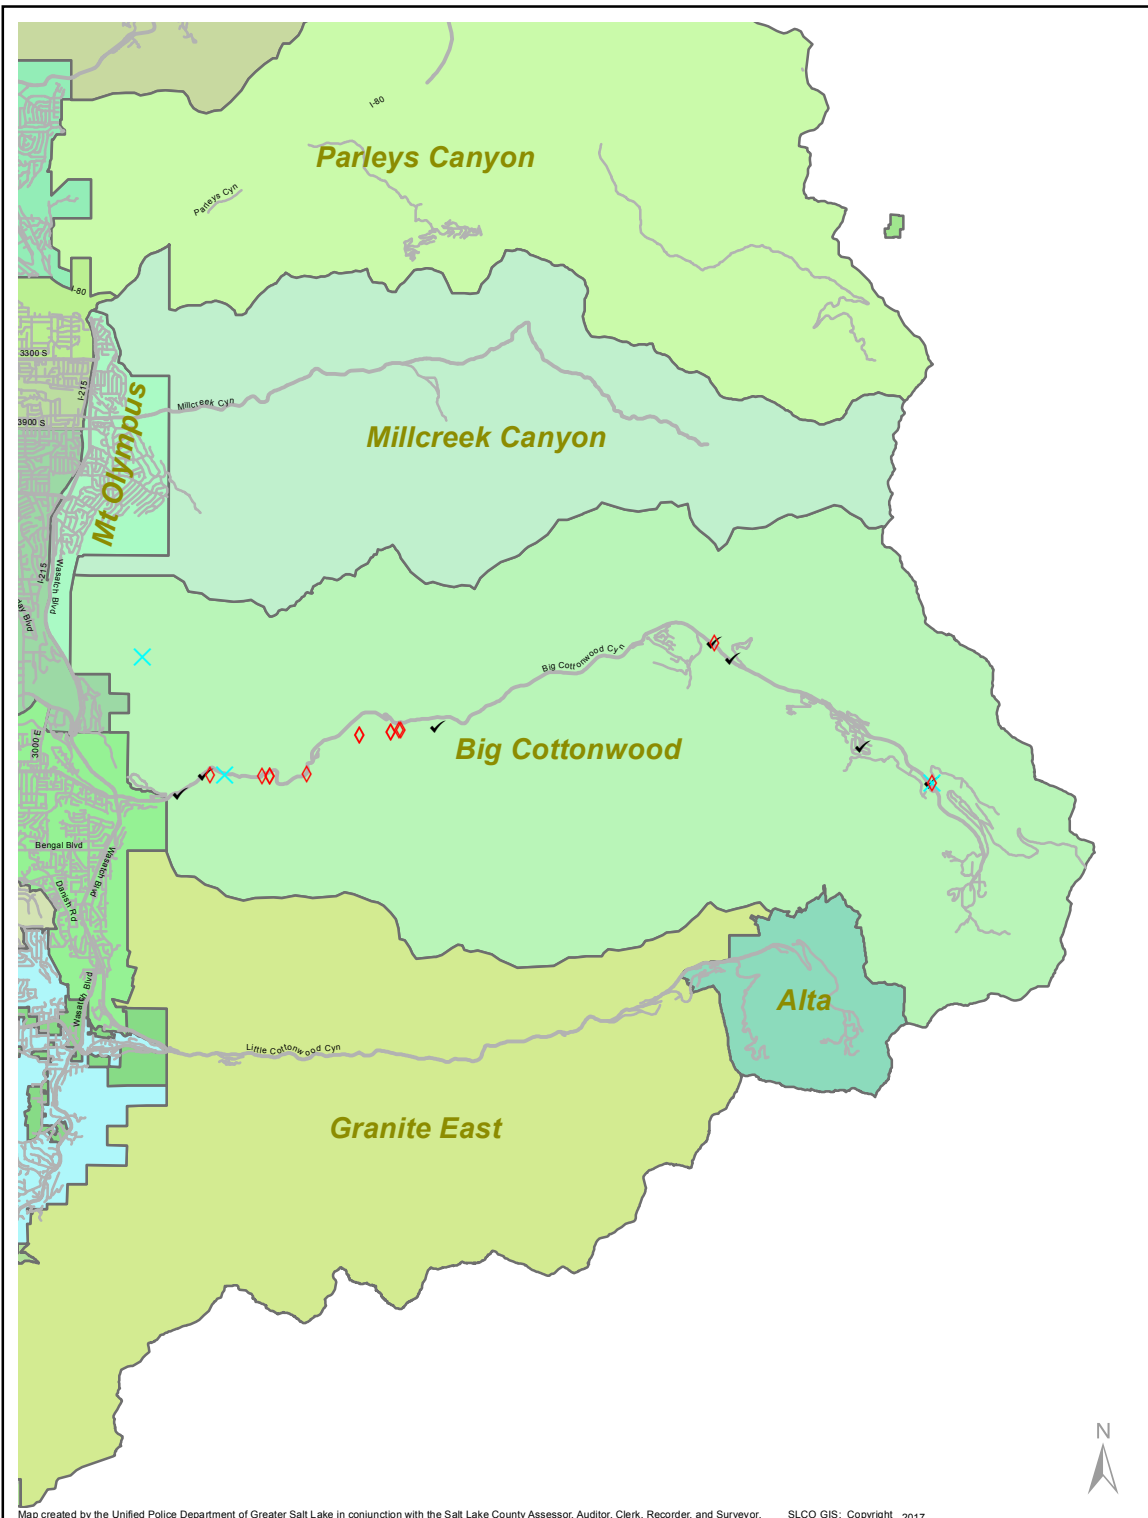 I-80
Parleys Canyon
Parleys Cyn
I-80
3300 S
I-215
Millcreek Cyn
3900 S
Mt Olympus
Millcreek Canyon
I-215
Wasatch Blvd
ay Blvd
Big Cottonwood Cyn
3000 E
Big Cottonwood
Bengal Blvd
Wasatch Blvd
Danish Rd
Wasatch Blvd
Alta
Little Cottonwood Cyn
Granite East
N
Map created by the Unified Police Department of Greater Salt Lake in conjunction with the Salt Lake County Assessor, Auditor, Clerk, Recorder, and Surveyor. SLCO GIS: Copyright 2017